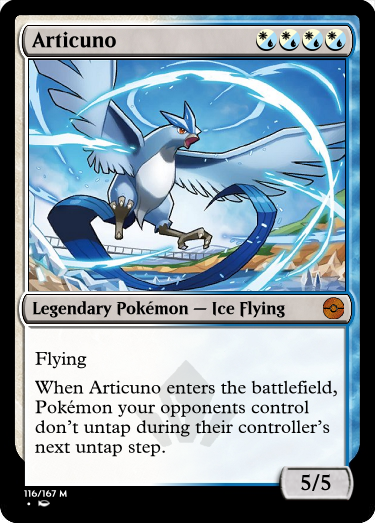 Articuno
Legendary Pokémon — Ice Flying
Flying
When Articuno enters the battlefield,
Pokémon your opponents control
don't untap during their controller's
next untap step.
5/5
116/167 M